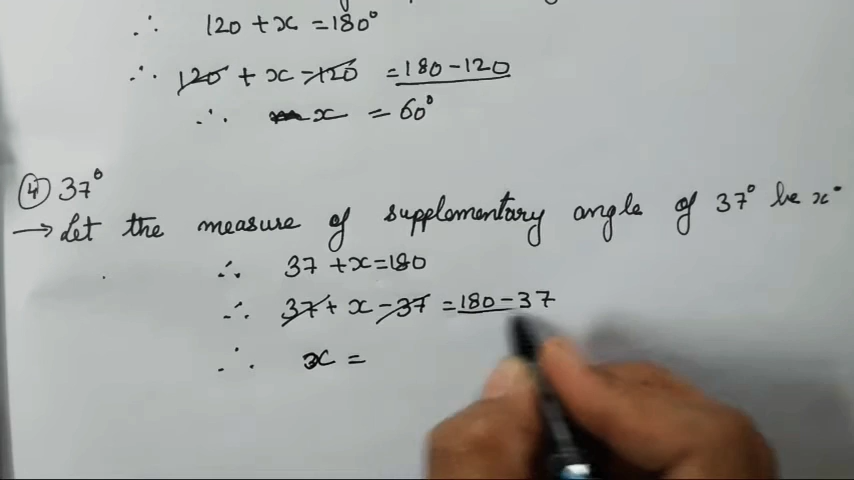 ∴ 120 + x = 180°
∴ 120 + x - 120 = 180 - 120
∴ x = 60°
④ 37°
→ Let the measure of supplementary angle of 37° be x°
∴ 37 + x = 180
∴ 37 + x - 37 = 180 - 37
∴ x =